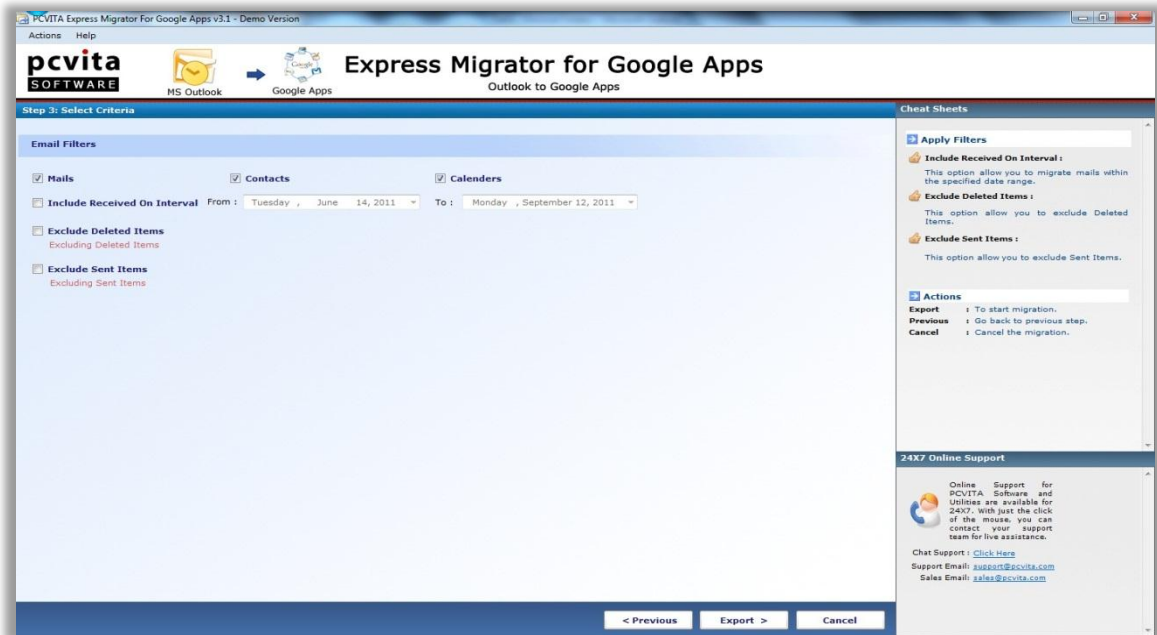 PCVITA Express Migrator For Google Apps v3.1 - Demo Version
Actions Help
pcvita
SOFTWARE
MS Outlook
Google
Google Apps
Express Migrator for Google Apps
Outlook to Google Apps
Step 3: Select Criteria
Email Filters
Mails
Contacts
Calenders
Include Received On Interval From : Tuesday , June 14, 2011 To : Monday , September 12, 2011
Exclude Deleted Items
Excluding Deleted Items
Exclude Sent Items
Excluding Sent Items
< Previous
Export >
Cancel
Cheat Sheets
Apply Filters
Include Received On Interval :
This option allow you to migrate mails within
the specified date range.
Exclude Deleted Items :
This option allow you to exclude Deleted
Items.
Exclude Sent Items :
This option allow you to exclude Sent Items.
Actions
Export : To start migration.
Previous : Go back to previous step.
Cancel : Cancel the migration.
24X7 Online Support
Online Support for
PCVITA Software and
Utilities are available for
24X7. With just the click
of the mouse, you can
contact your support
team for live assistance.
Chat Support : Click Here
Support Email: support@pcvita.com
Sales Email: sales@pcvita.com